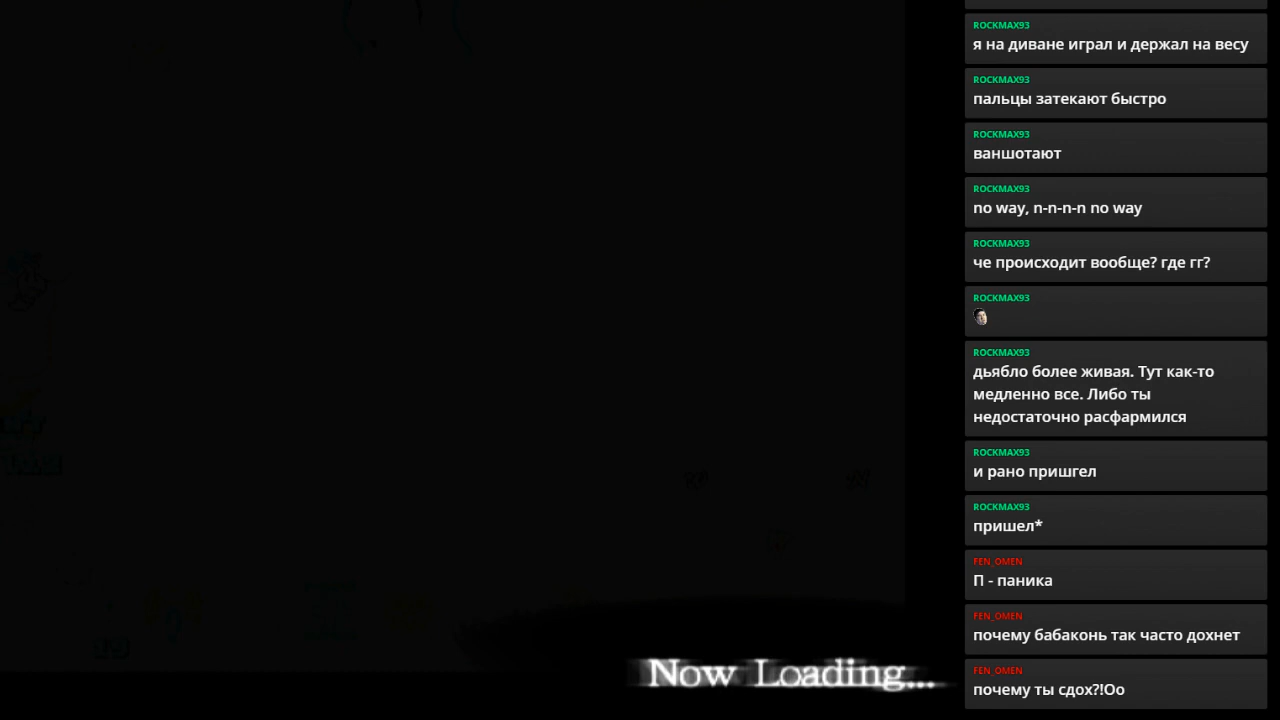 ROCKMAX93
я на диване играл и держал на весу
ROCKMAX93
пальцы затекают быстро
ROCKMAX93
ваншотают
ROCKMAX93
no way, n-n-n-n no way
ROCKMAX93
че происходит вообще? где гг?
ROCKMAX93
ROCKMAX93
дьябло более живая. Тут как-то
медленно все. Либо ты
недостаточно расфармился
ROCKMAX93
и рано пришгел
ROCKMAX93
пришел*
FEN_OMEN
П - паника
FEN_OMEN
почему бабаконь так часто дохнет
FEN_OMEN
почему ты сдох?!Оо
Now Loading...